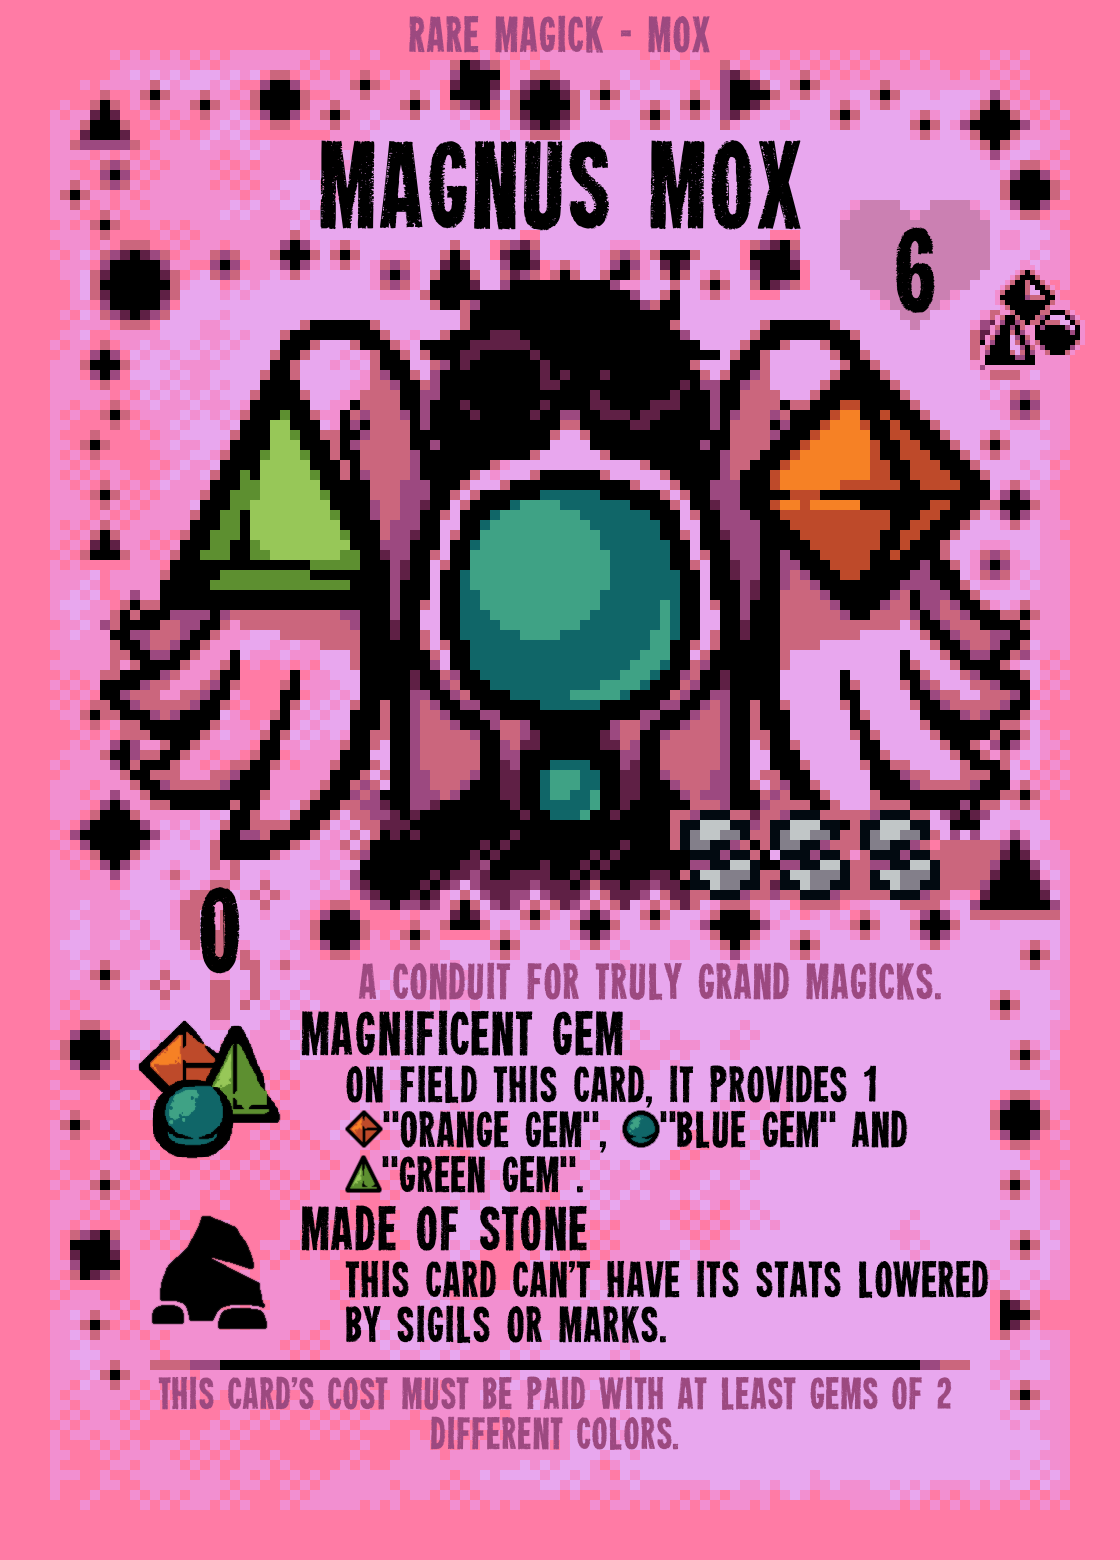 RARE MAGICK - MOX
MAGNUS MOX
6
0
A CONDUIT FOR TRULY GRAND MAGICKS.
MAGNIFICENT GEM
ON FIELD THIS CARD, IT PROVIDES 1
"ORANGE GEM", "BLUE GEM" AND
"GREEN GEM".
MADE OF STONE
THIS CARD CAN'T HAVE ITS STATS LOWERED
BY SIGILS OR MARKS.
THIS CARD'S COST MUST BE PAID WITH AT LEAST GEMS OF 2
DIFFERENT COLORS.